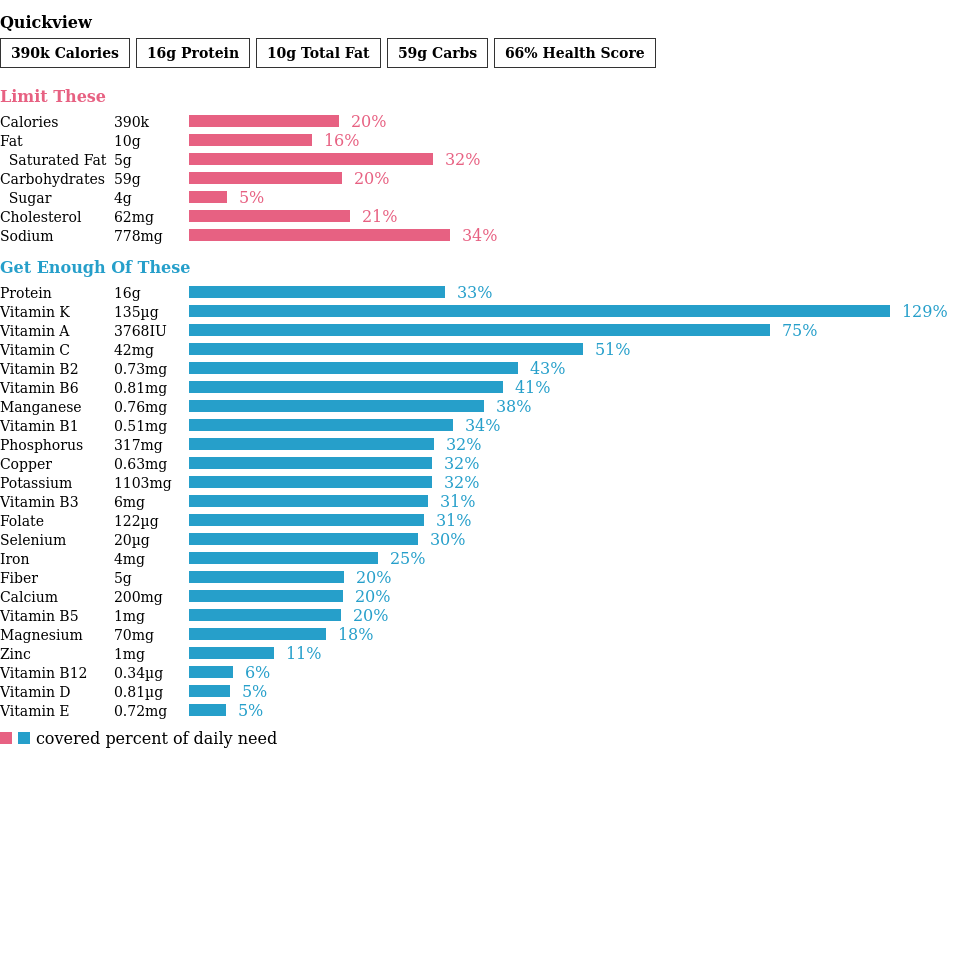 Quickview
390k Calories 16g Protein 10g Total Fat 59g Carbs 66% Health Score
Limit These
Calories 390k 20%
Fat 10g 16%
Saturated Fat 5g 32%
Carbohydrates 59g 20%
Sugar 4g 5%
Cholesterol 62mg 21%
Sodium 778mg 34%
Get Enough Of These
Protein 16g 33%
Vitamin K 135µg 129%
Vitamin A 3768IU 75%
Vitamin C 42mg 51%
Vitamin B2 0.73mg 43%
Vitamin B6 0.81mg 41%
Manganese 0.76mg 38%
Vitamin B1 0.51mg 34%
Phosphorus 317mg 32%
Copper 0.63mg 32%
Potassium 1103mg 32%
Vitamin B3 6mg 31%
Folate 122µg 31%
Selenium 20µg 30%
Iron 4mg 25%
Fiber 5g 20%
Calcium 200mg 20%
Vitamin B5 1mg 20%
Magnesium 70mg 18%
Zinc 1mg 11%
Vitamin B12 0.34µg 6%
Vitamin D 0.81µg 5%
Vitamin E 0.72mg 5%
covered percent of daily need